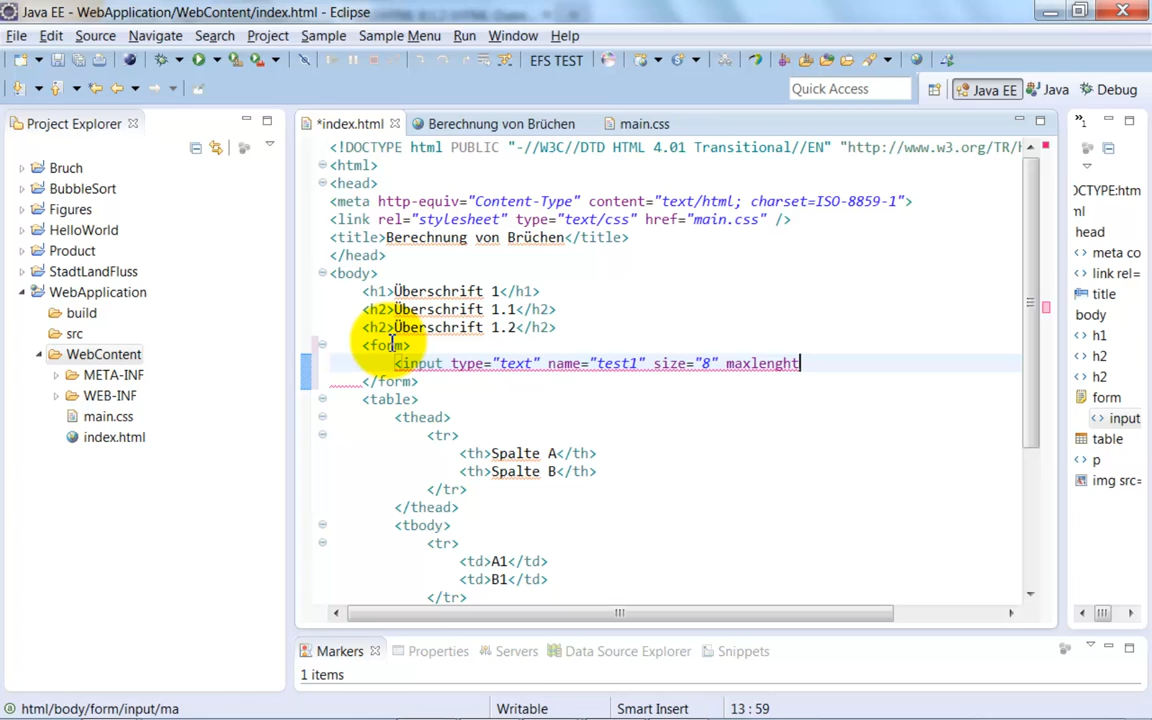 Java EE - WebApplication/WebContent/index.html - Eclipse
File Edit Source Navigate Search Project Sample Sample Menu Run Window Help
EFS TEST
Quick Access
Java EE
Java
Debug
Project Explorer
Bruch
BubbleSort
Figures
HelloWorld
Product
StadtLandFluss
WebApplication
build
src
WebContent
META-INF
WEB-INF
main.css
index.html
*index.html
Berechnung von Brüchen
main.css
<!DOCTYPE html PUBLIC "-//W3C//DTD HTML 4.01 Transitional//EN" "http://www.w3.org/TR/h
<html>
<head>
<meta http-equiv="Content-Type" content="text/html; charset=ISO-8859-1">
<link rel="stylesheet" type="text/css" href="main.css" />
<title>Berechnung von Brüchen</title>
</head>
<body>
<h1>Überschrift 1</h1>
<h2>Überschrift 1.1</h2>
<h2>Überschrift 1.2</h2>
<form>
<input type="text" name="test1" size="8" maxlenght
</form>
<table>
<thead>
<tr>
<th>Spalte A</th>
<th>Spalte B</th>
</tr>
</thead>
<tbody>
<tr>
<td>A1</td>
<td>B1</td>
</tr>
1
OCTYPE:htm
ml
head
meta co
link rel=
title
body
h1
h2
h2
form
input
table
p
img src=
Markers
Properties
Servers
Data Source Explorer
Snippets
1 items
html/body/form/input/ma
Writable
Smart Insert
13 : 59